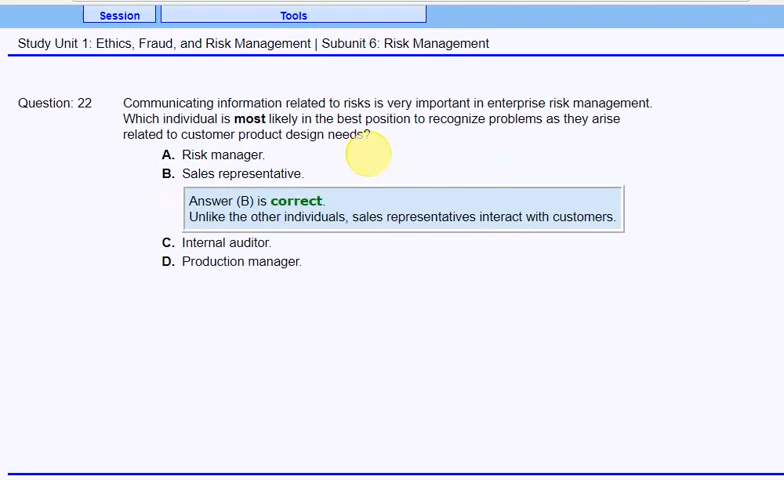 Session Tools
Study Unit 1: Ethics, Fraud, and Risk Management | Subunit 6: Risk Management
Question: 22 Communicating information related to risks is very important in enterprise risk management.
Which individual is most likely in the best position to recognize problems as they arise
related to customer product design needs?
A. Risk manager.
B. Sales representative.
Answer (B) is correct.
Unlike the other individuals, sales representatives interact with customers.
C. Internal auditor.
D. Production manager.